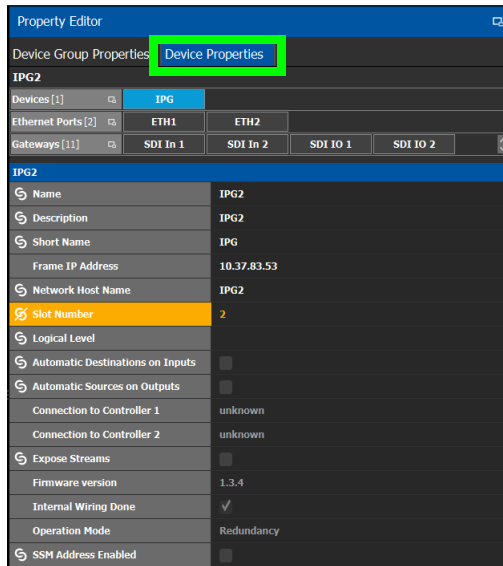 Property Editor
Device Group Properties Device Properties
IPG2
Devices [1] IPG
Ethernet Ports [2] ETH1 ETH2
Gateways [11] SDI In 1 SDI In 2 SDI IO 1 SDI IO 2
IPG2
Name IPG2
Description IPG2
Short Name IPG
Frame IP Address 10.37.83.53
Network Host Name IPG2
Slot Number 2
Logical Level
Automatic Destinations on Inputs
Automatic Sources on Outputs
Connection to Controller 1 unknown
Connection to Controller 2 unknown
Expose Streams
Firmware version 1.3.4
Internal Wiring Done
Operation Mode Redundancy
SSM Address Enabled